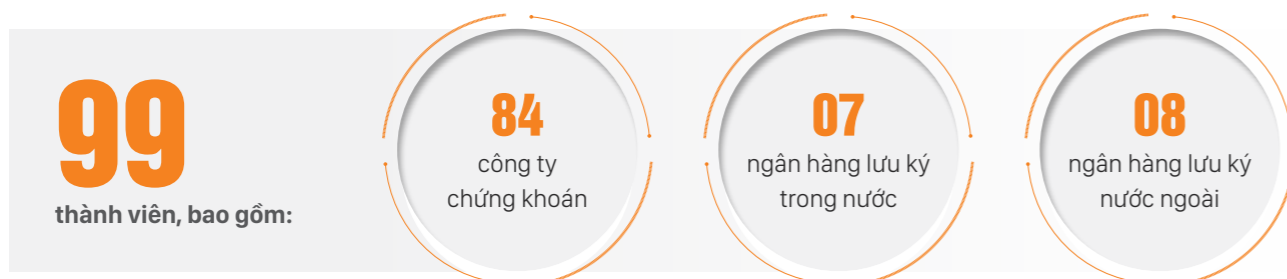 99
thành viên, bao gồm:
84
công ty
chứng khoán
07
ngân hàng lưu ký
trong nước
08
ngân hàng lưu ký
nước ngoài